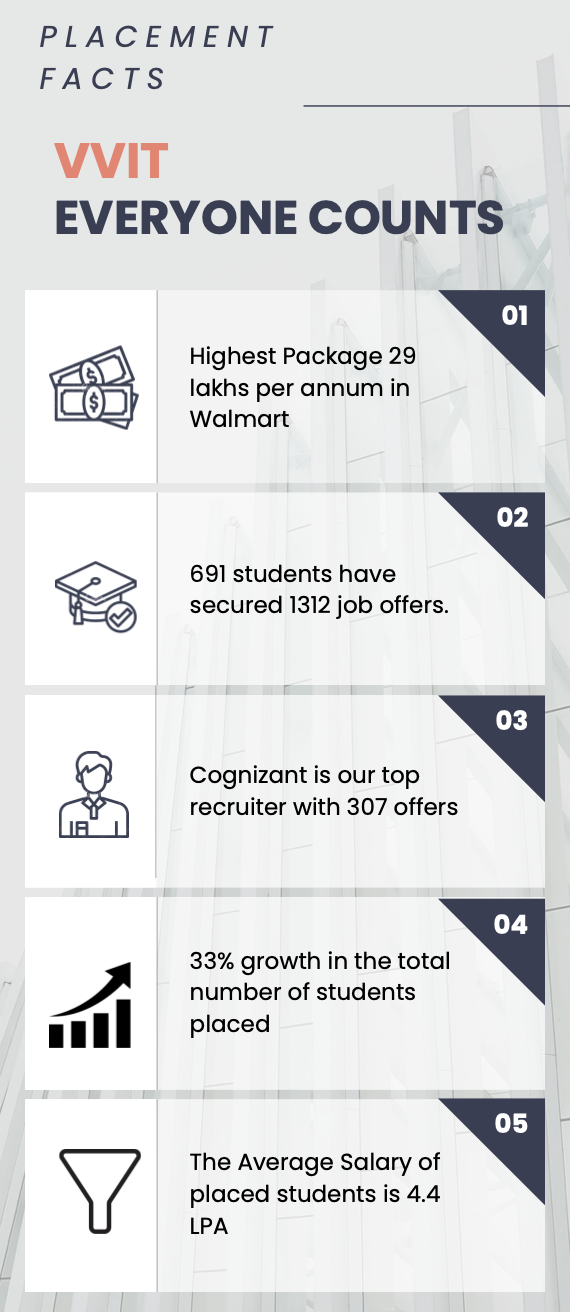 PLACEMENT
FACTS
VVIT
EVERYONE COUNTS
01
Highest Package 29
lakhs per annum in
Walmart
02
691 students have
secured 1312 job offers.
03
Cognizant is our top
recruiter with 307 offers
04
33% growth in the total
number of students
placed
05
The Average Salary of
placed students is 4.4
LPA